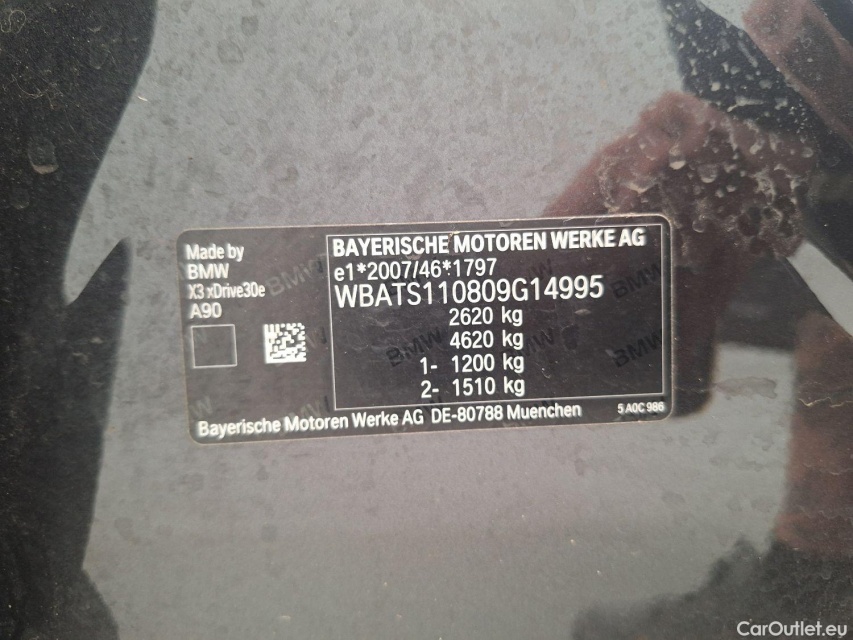 Made by
BMW
X3 xDrive30e
A90
BAYERISCHE MOTOREN WERKE AG
e1*2007/46*1797
WBATS110809G14995
2620 kg
4620 kg
1- 1200 kg
2- 1510 kg
Bayerische Motoren Werke AG DE-80788 Muenchen
5 A0C 986
CarOutlet.eu